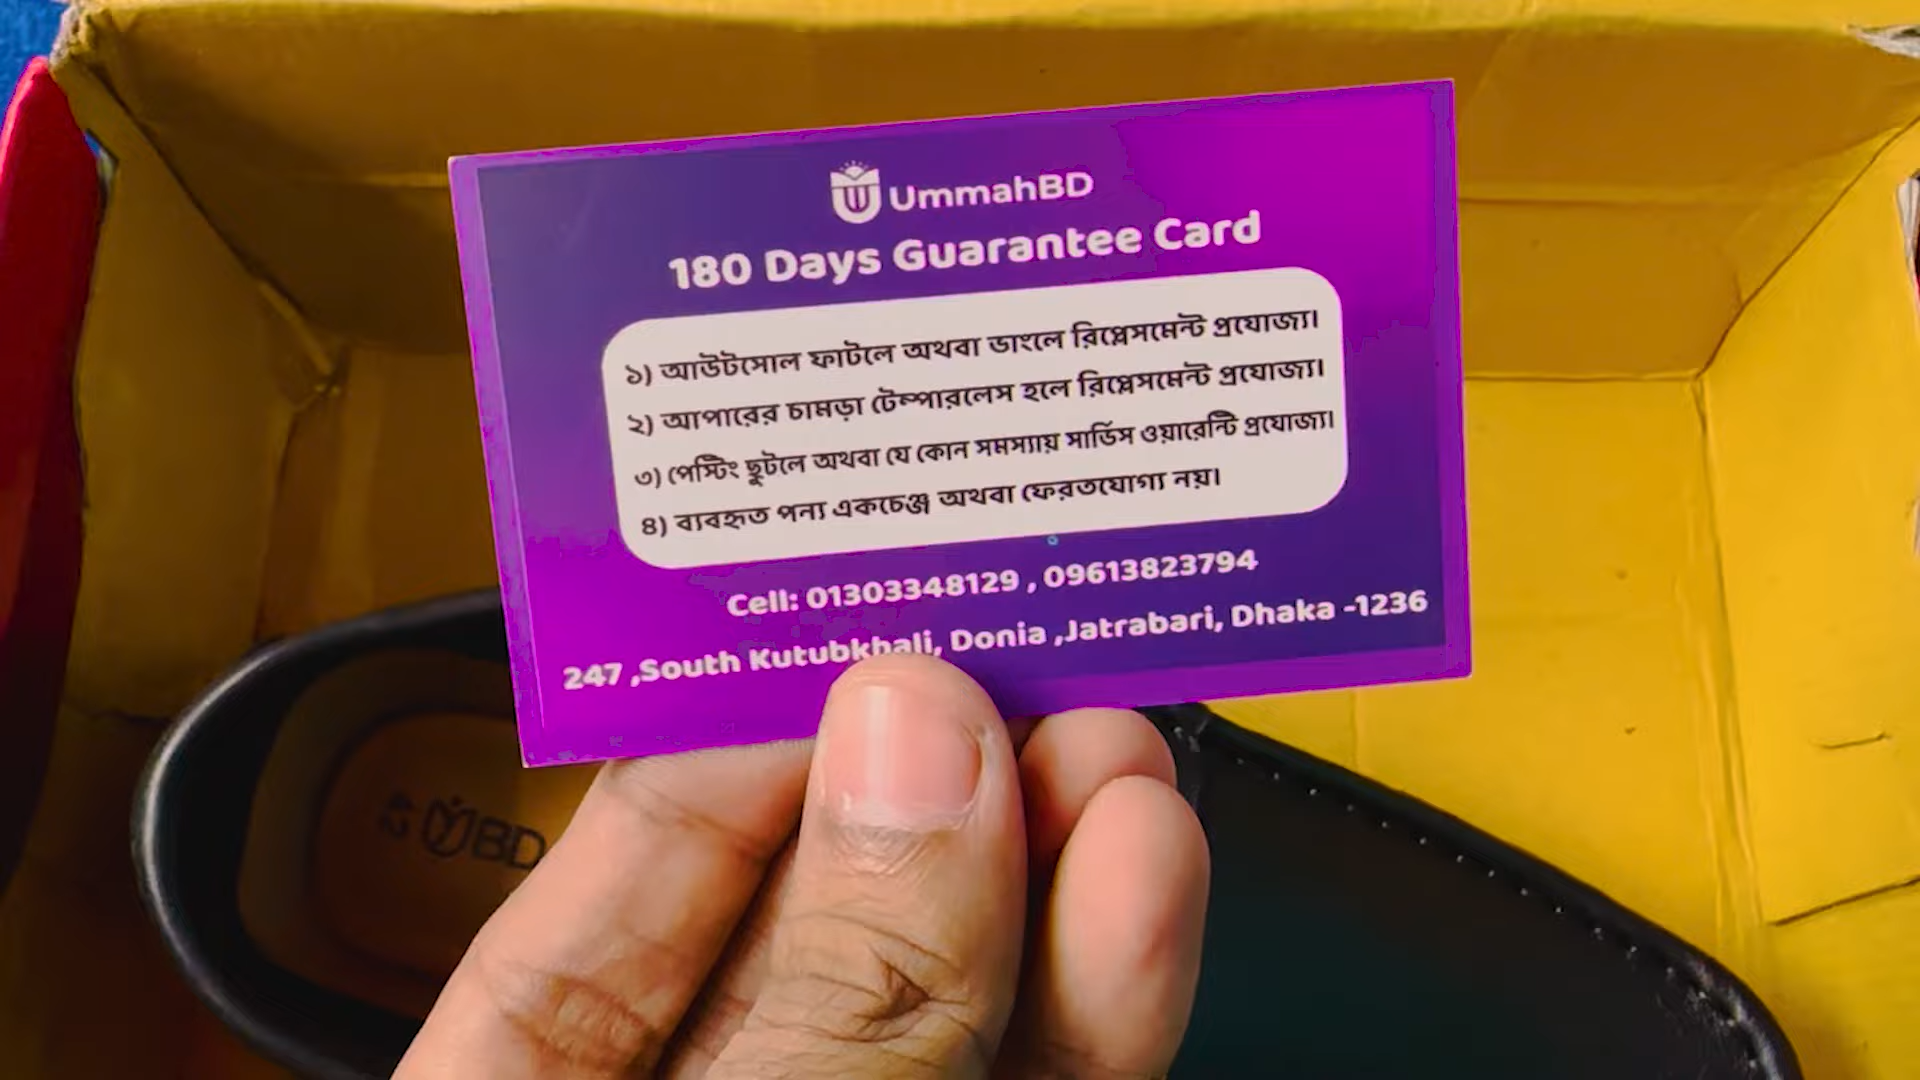 UmmahBD
180 Days Guarantee Card
১) আউটসোল ফাটলে অথবা ভাংলে রিপ্লেসমেন্ট প্রযোজ্য।
২) আপারের চামড়া টেম্পারলেস হলে রিপ্লেসমেন্ট প্রযোজ্য।
৩) পেস্টিং ছুটলে অথবা যে কোন সমস্যায় সার্ভিস ওয়ারেন্টি প্রযোজ্য।
৪) ব্যবহৃত পন্য একচেঞ্জ অথবা ফেরতযোগ্য নয়।
Cell: 01303348129 , 09613823794
247 ,South Kutubkhali, Donia ,Jatrabari, Dhaka -1236
BD